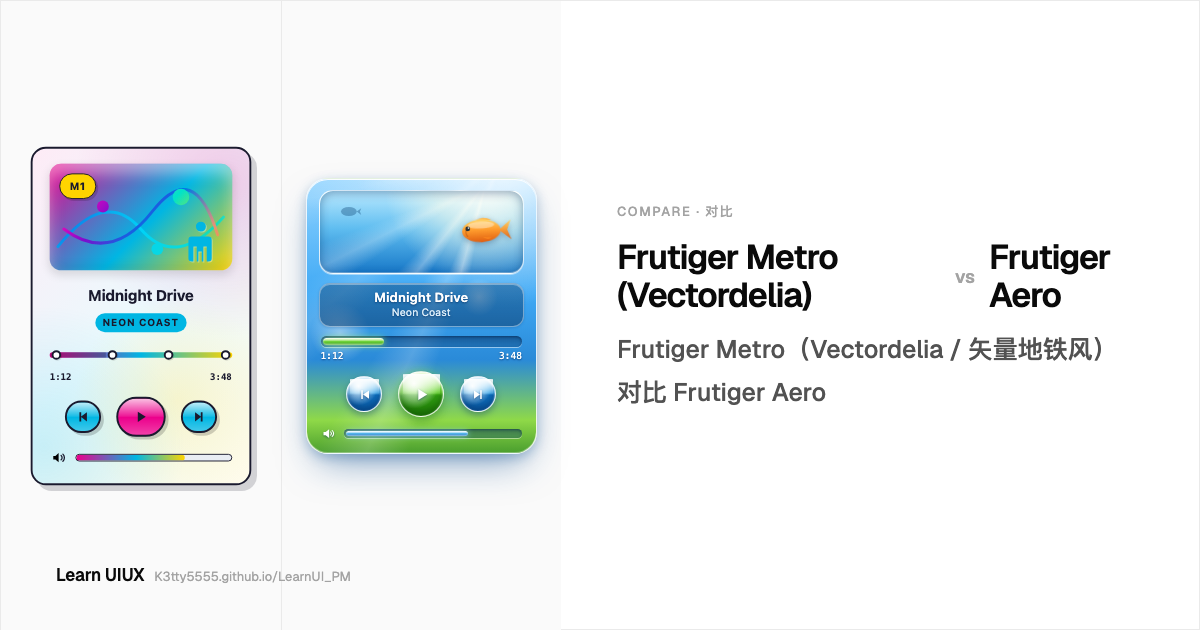 M1
Midnight Drive
NEON COAST
1:12 3:48
Midnight Drive
Neon Coast
1:12 3:48
COMPARE · 对比
Frutiger Metro
(Vectordelia)
vs
Frutiger
Aero
Frutiger Metro（Vectordelia / 矢量地铁风）
对比 Frutiger Aero
Learn UIUX K3tty5555.github.io/LearnUI_PM